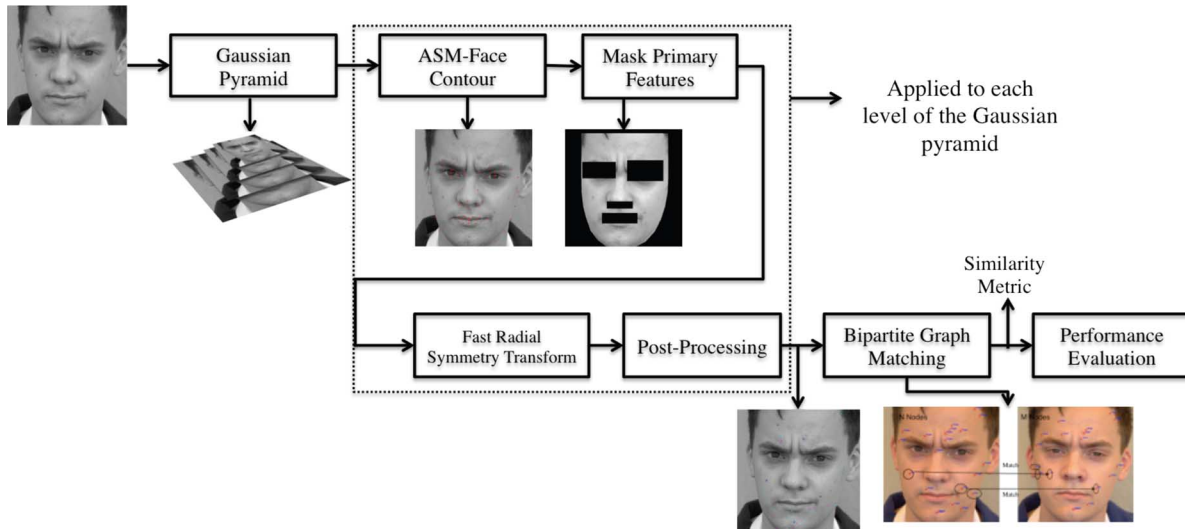 Gaussian
Pyramid
ASM-Face
Contour
Mask Primary
Features
Applied to each
level of the Gaussian
pyramid
Fast Radial
Symmetry Transform
Post-Processing
Similarity
Metric
Bipartite Graph
Matching
Performance
Evaluation
N Nodes
M Nodes
Match
Match